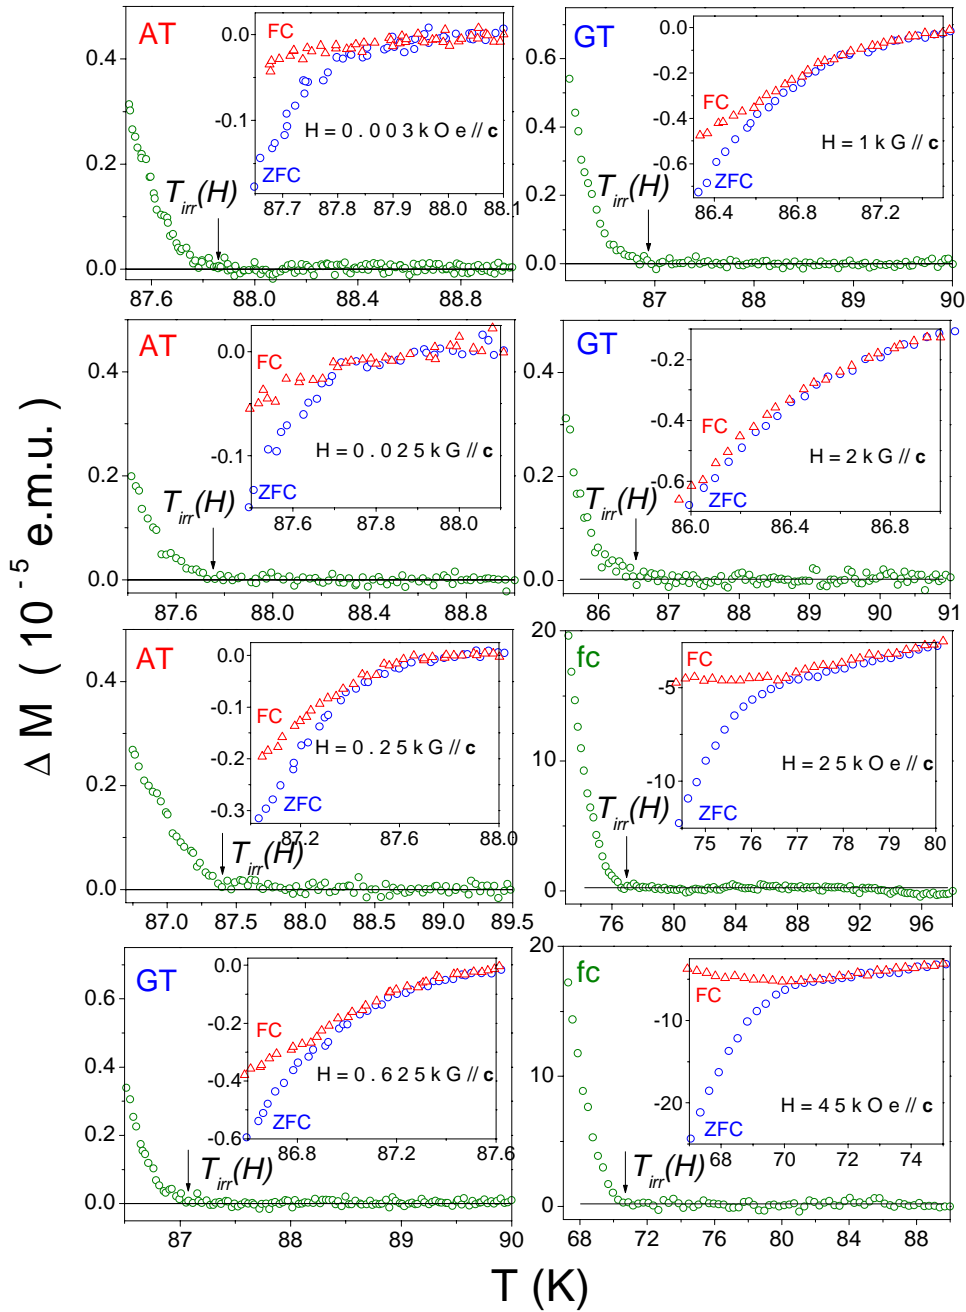 Δ M ( 10 -5 e.m.u. )
T (K)
AT
0.4
0.2
0.0
87.6 88.0 88.4 88.8
Tirr(H)
FC
ZFC
0.0
-0.1
87.7 87.8 87.9 88.0 88.1
H = 0.003 kOe // c
GT
0.6
0.4
0.2
0.0
87 88 89 90
Tirr(H)
FC
ZFC
0.0
-0.2
-0.4
-0.6
86.4 86.8 87.2
H = 1 kG // c
AT
0.4
0.2
0.0
87.6 88.0 88.4 88.8
Tirr(H)
FC
ZFC
0.0
-0.1
87.6 87.8 88.0
H = 0.025 kG // c
GT
0.4
0.2
0.0
86 87 88 89 90 91
Tirr(H)
FC
ZFC
-0.2
-0.4
-0.6
86.0 86.4 86.8
H = 2 kG // c
AT
0.4
0.2
0.0
87.0 87.5 88.0 88.5 89.0 89.5
Tirr(H)
FC
ZFC
0.0
-0.1
-0.2
-0.3
87.2 87.6 88.0
H = 0.25 kG // c
fc
20
10
0
76 80 84 88 92 96
Tirr(H)
FC
ZFC
-5
-10
75 76 77 78 79 80
H = 25 kOe // c
GT
0.6
0.4
0.2
0.0
87 88 89 90
Tirr(H)
FC
ZFC
0.0
-0.2
-0.4
-0.6
86.8 87.2 87.6
H = 0.625 kG // c
fc
20
10
0
68 72 76 80 84 88
Tirr(H)
FC
ZFC
-10
-20
68 70 72 74
H = 45 kOe // c